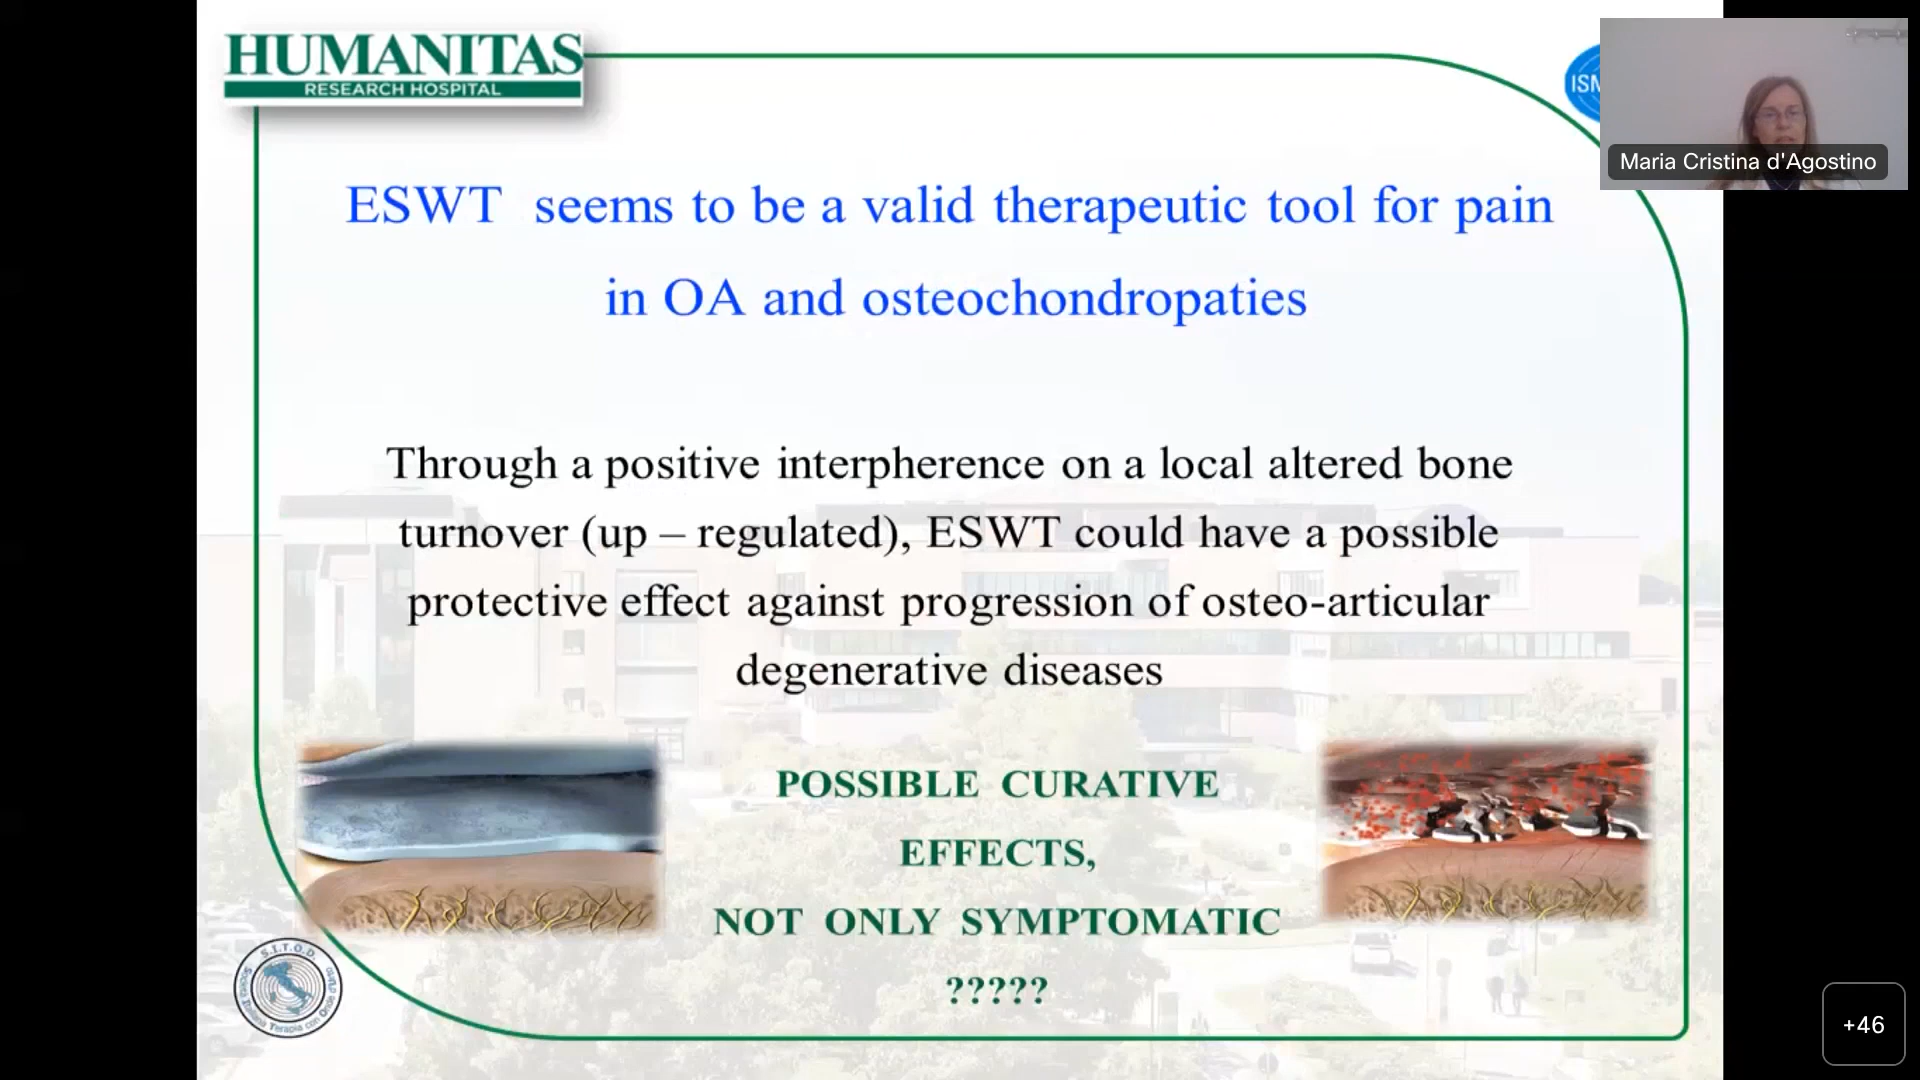 HUMANITAS
RESEARCH HOSPITAL
ISM
Maria Cristina d'Agostino
ESWT seems to be a valid therapeutic tool for pain
in OA and osteochondropaties
Through a positive interpherence on a local altered bone
turnover (up – regulated), ESWT could have a possible
protective effect against progression of osteo-articular
degenerative diseases
POSSIBLE CURATIVE
EFFECTS,
NOT ONLY SYMPTOMATIC
?????
S.I.T.O.D.
+46